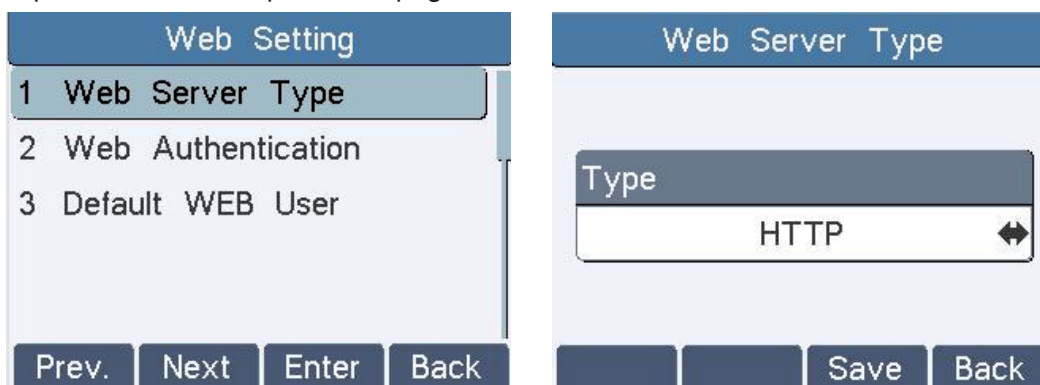 Web Setting
1 Web Server Type
2 Web Authentication
3 Default WEB User
Prev. Next Enter Back
Web Server Type
Type
HTTP
Save Back